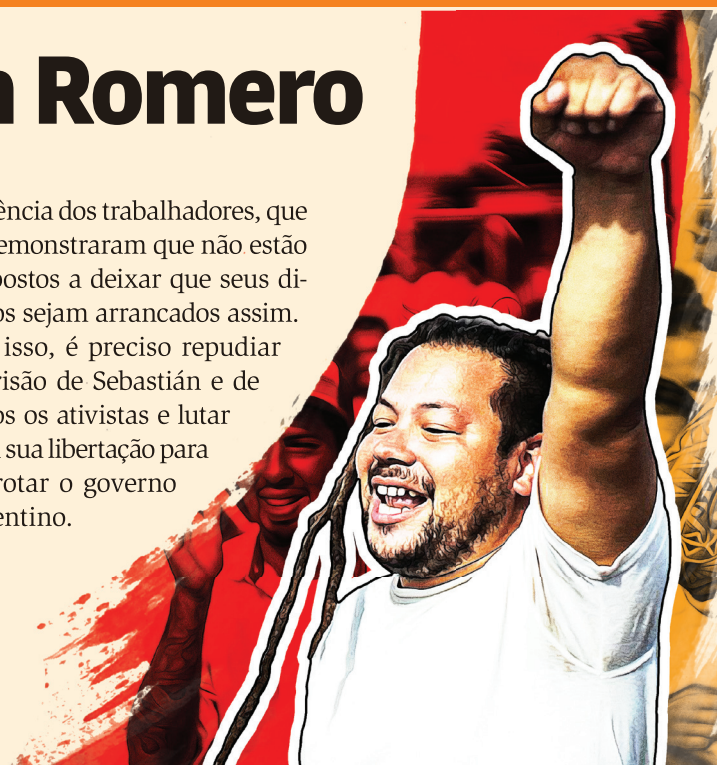 n Romero
ência dos trabalhadores, que
emonstraram que não estão
postos a deixar que seus di-
os sejam arrancados assim.
isso, é preciso repudiar
isão de Sebastián e de
os os ativistas e lutar
sua libertação para
rotar o governo
entino.